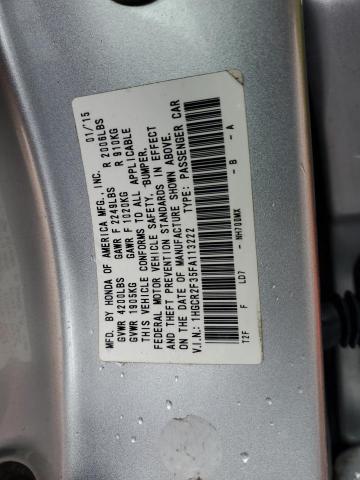 MFD. BY HONDA OF AMERICA MFG., INC. 01/'15
GVWR 4200LBS GAWR F 2249LBS R 2006LBS
GVWR 1905KG GAWR F 1020KG R 910KG
THIS VEHICLE CONFORMS TO ALL APPLICABLE
FEDERAL MOTOR VEHICLE SAFETY, BUMPER,
AND THEFT PREVENTION STANDARDS IN EFFECT
ON THE DATE OF MANUFACTURE SHOWN ABOVE.
V.I.N.: 1HGCR2F35FA113222 TYPE: PASSENGER CAR
T2F F LD7 - NH700MX - B - A